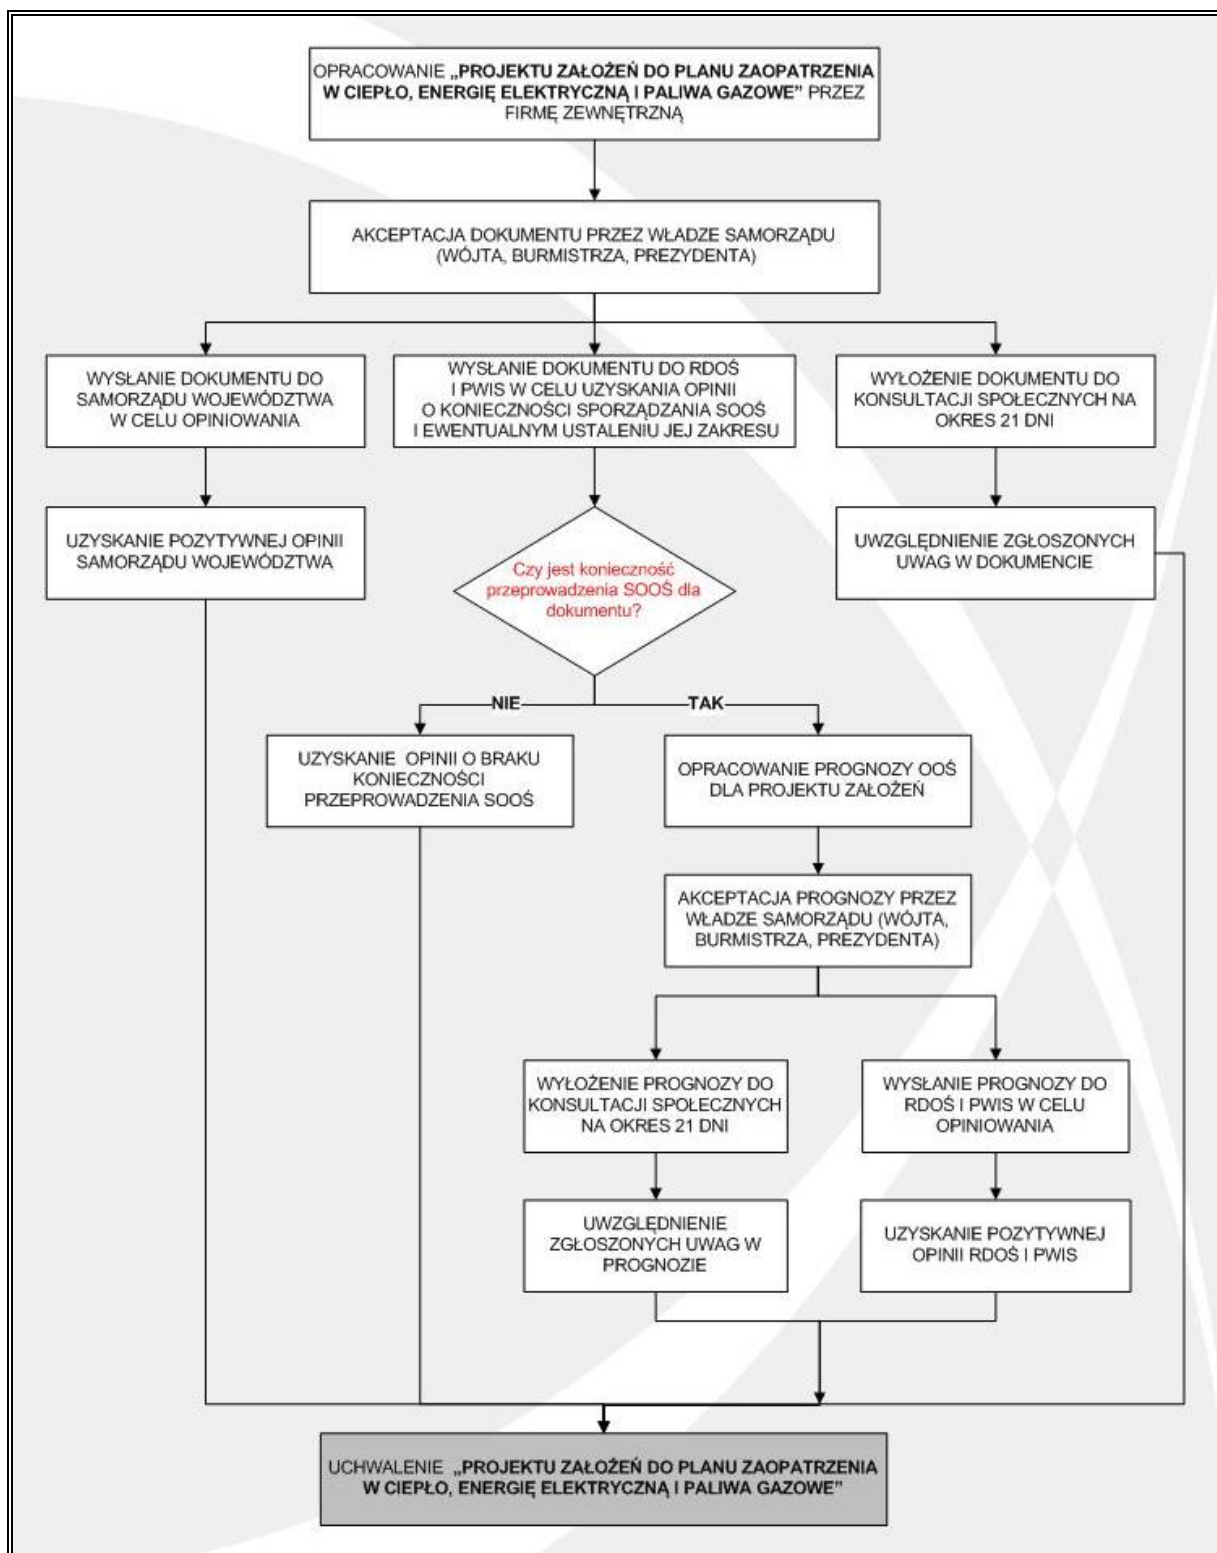 OPRACOWANIE „PROJEKTU ZAŁOŻEŃ DO PLANU ZAOPATRZENIA
W CIEPŁO, ENERGIĘ ELEKTRYCZNĄ I PALIWA GAZOWE” PRZEZ
FIRMĘ ZEWNĘTRZNĄ
AKCEPTACJA DOKUMENTU PRZEZ WŁADZE SAMORZĄDU
(WÓJTA, BURMISTRZA, PREZYDENTA)
WYSŁANIE DOKUMENTU DO
SAMORZĄDU WOJEWÓDZTWA
W CELU OPINIOWANIA
WYSŁANIE DOKUMENTU DO RDOŚ
I PWIS W CELU UZYSKANIA OPINII
O KONIECZNOŚCI SPORZĄDZANIA SOOŚ
I EWENTUALNYM USTALENIU JEJ ZAKRESU
WYŁOŻENIE DOKUMENTU DO
KONSULTACJI SPOŁECZNYCH NA
OKRES 21 DNI
UZYSKANIE POZYTYWNEJ OPINII
SAMORZĄDU WOJEWÓDZTWA
Czy jest konieczność
przeprowadzenia SOOŚ dla
dokumentu?
UWZGLĘDNIENIE ZGŁOSZONYCH
UWAG W DOKUMENCIE
NIE
TAK
UZYSKANIE OPINII O BRAKU
KONIECZNOŚCI
PRZEPROWADZENIA SOOŚ
OPRACOWANIE PROGNOZY OOŚ
DLA PROJEKTU ZAŁOŻEŃ
AKCEPTACJA PROGNOZY PRZEZ
WŁADZE SAMORZĄDU (WÓJTA,
BURMISTRZA, PREZYDENTA)
WYŁOŻENIE PROGNOZY DO
KONSULTACJI SPOŁECZNYCH
NA OKRES 21 DNI
WYSŁANIE PROGNOZY DO
RDOŚ I PWIS W CELU
OPINIOWANIA
UWZGLĘDNIENIE
ZGŁOSZONYCH UWAG W
PROGNOZIE
UZYSKANIE POZYTYWNEJ
OPINII RDOŚ I PWIS
UCHWALENIE „PROJEKTU ZAŁOŻEŃ DO PLANU ZAOPATRZENIA
W CIEPŁO, ENERGIĘ ELEKTRYCZNĄ I PALIWA GAZOWE”